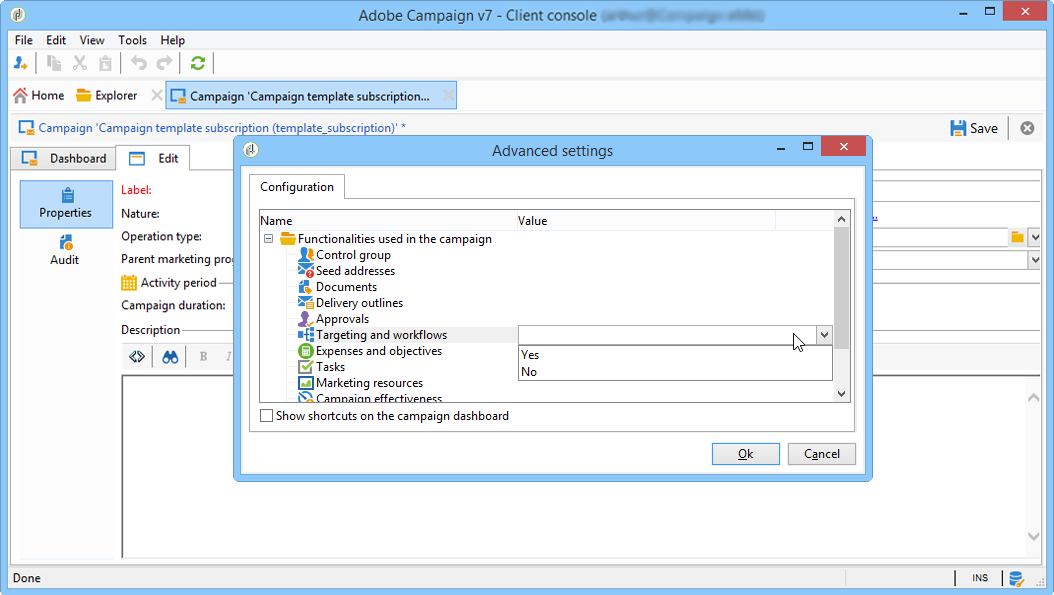 Adobe Campaign v7 - Client console
File Edit View Tools Help
Home Explorer Campaign 'Campaign template subscription...
Campaign 'Campaign template subscription (template_subscription)' * Save
Dashboard Edit
Advanced settings
Properties
Audit
Label:
Nature:
Operation type:
Parent marketing pro
Activity period
Campaign duration:
Description
B I
Configuration
Name Value
Functionalities used in the campaign
Control group
Seed addresses
Documents
Delivery outlines
Approvals
Targeting and workflows
Yes
No
Expenses and objectives
Tasks
Marketing resources
Campaign effectiveness
Show shortcuts on the campaign dashboard
Ok Cancel
Done INS